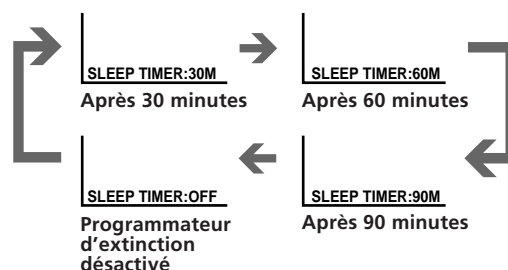 SLEEP TIMER:30M
Après 30 minutes
SLEEP TIMER:60M
Après 60 minutes
SLEEP TIMER:OFF
Programmateur
d'extinction
désactivé
SLEEP TIMER:90M
Après 90 minutes